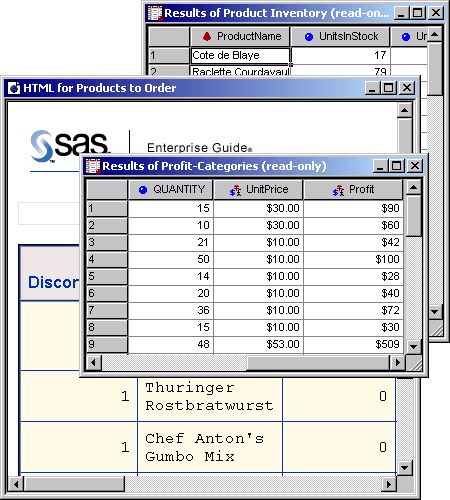 Results of Product Inventory (read-on...
ProductName UnitsInStock
1 Cote de Blaye 17
2 Raclette Courdavaul 79
HTML for Products to Order
sas™
Enterprise Guide®
Results of Profit-Categories (read-only)
QUANTITY UnitPrice Profit
1 15 $30.00 $90
2 10 $30.00 $60
3 21 $10.00 $42
4 50 $10.00 $100
5 14 $10.00 $28
6 20 $10.00 $40
7 36 $10.00 $72
8 15 $10.00 $30
9 48 $53.00 $509
Discon
1 Thuringer 0
Rostbratwurst
1 Chef Anton's 0
Gumbo Mix